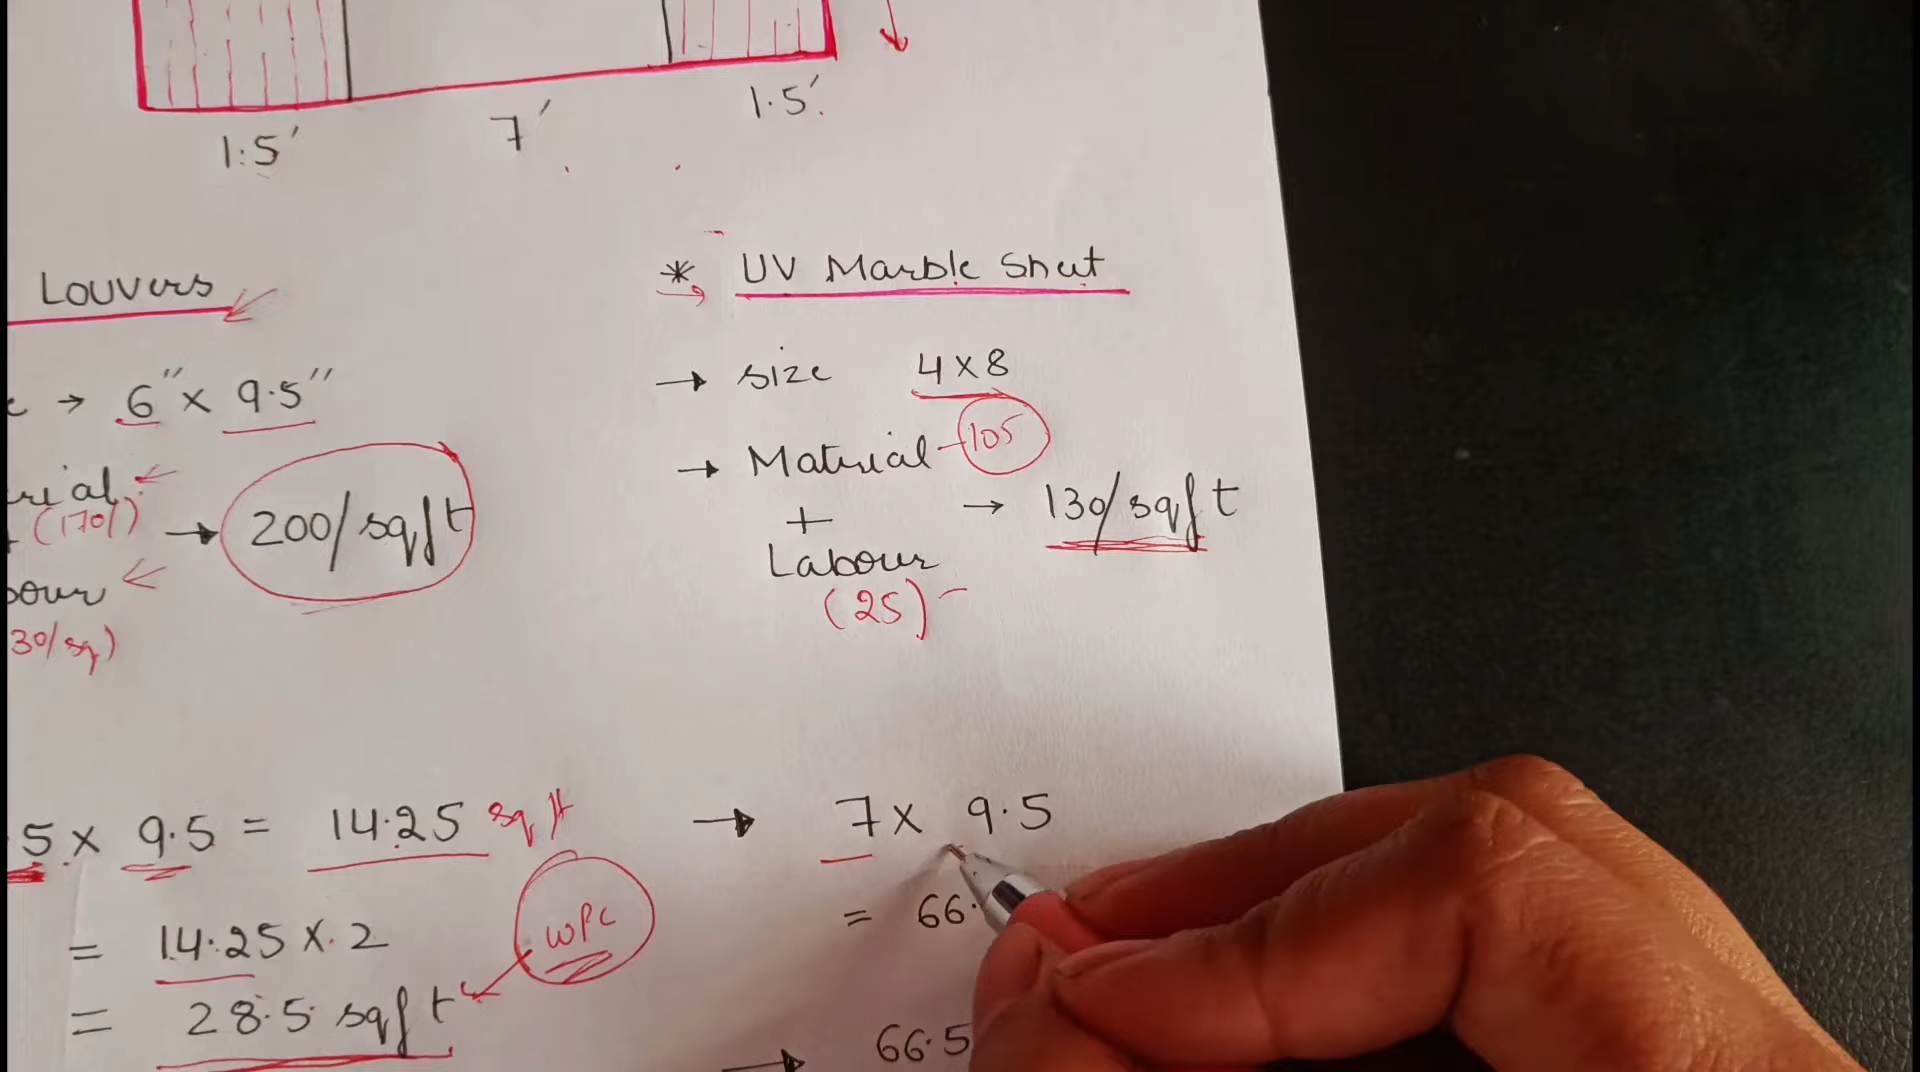 1.5' 7' 1.5'
LOUVERS
→ 6" x 9.5"
(170/) → 200/sqft
30/sq)
* UV Marble Sheet
→ size 4 x 8
→ Material - 105
+ → 130/sqft
Labour
(25)
5 x 9.5 = 14.25 sqft
= 14.25 x 2
= 28.5 sqft
WPC
→ 7 x 9.5
= 66.
→ 66.5